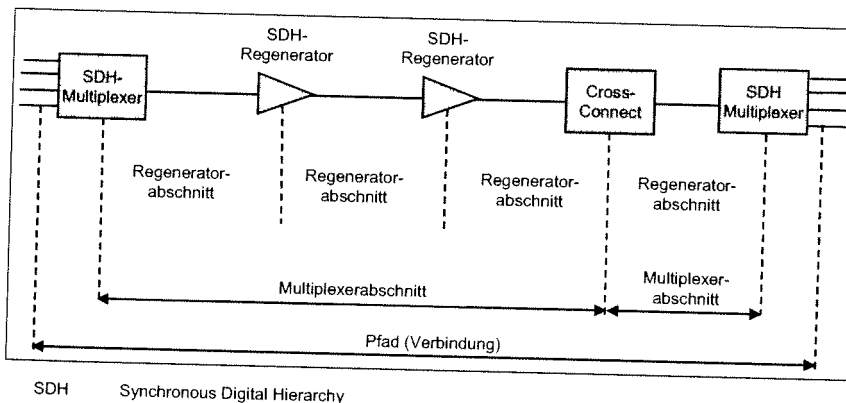 SDH-
Regenerator
SDH-
Regenerator
SDH-
Multiplexer
Cross-
Connect
SDH
Multiplexer
Regenerator-
abschnitt
Regenerator-
abschnitt
Regenerator-
abschnitt
Regenerator-
abschnitt
Multiplexerabschnitt
Multiplexer-
abschnitt
Pfad (Verbindung)
SDH Synchronous Digital Hierarchy